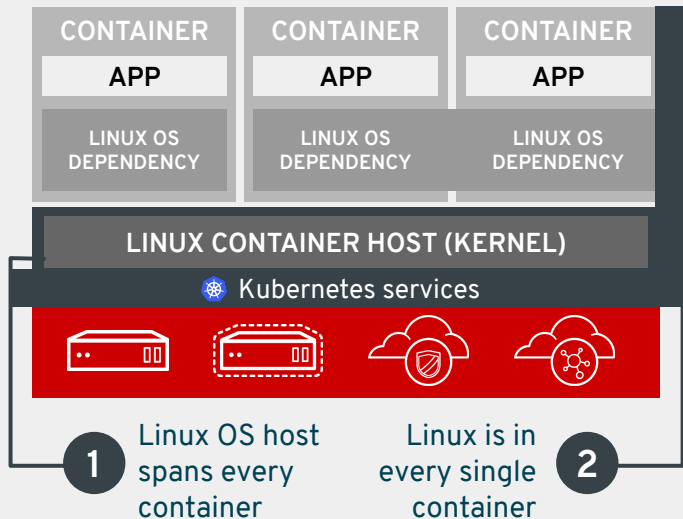 CONTAINER CONTAINER CONTAINER
APP APP APP
LINUX OS LINUX OS LINUX OS
DEPENDENCY DEPENDENCY DEPENDENCY
LINUX CONTAINER HOST (KERNEL)
Kubernetes services
1
Linux OS host
spans every
container
Linux is in
every single
container
2